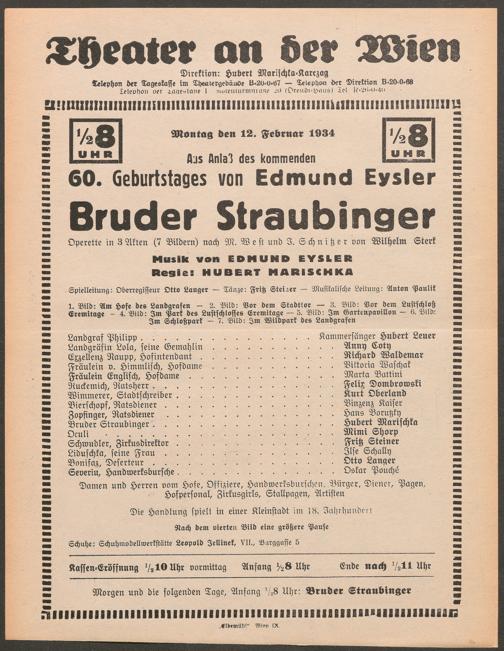 Theater an der Wien
Direktion: Hubert Marischka-Karczag
Telephon der Tageskasse im Theatergebäude B-20-0-67 — Telephon der Direktion B-20-0-68
½8 UHR
Montag den 12. Februar 1934
½8 UHR
Aus Anlaß des kommenden
60. Geburtstages von Edmund Eysler
Bruder Straubinger
Operette in 3 Akten (7 Bildern) nach M. West und J. Schnitzer von Wilhelm Sterk
Musik von EDMUND EYSLER
Regie: HUBERT MARISCHKA
Spielleitung: Oberregisseur Otto Langer — Tänze: Fritz Steiner — Musikalische Leitung: Anton Paulik
1. Bild: Am Hofe des Landgrafen — 2. Bild: Vor dem Stadttor — 3. Bild: Vor dem Lustschloß
Eremitage — 4. Bild: Im Park des Lustschlosses Eremitage — 5. Bild: Im Gartenpavillon — 6. Bild:
Im Schloßpark — 7. Bild: Im Wildpark des Landgrafen
Landgraf Philipp . . . Kammersänger Hubert Lener
Landgräfin Lola, seine Gemahlin . . . Anny Coty
Exzellenz Naupp, Hofintendant . . . Richard Waldemar
Fräulein v. Himmlisch, Hofdame . . . Viktoria Waschak
Fräulein Englisch, Hofdame . . . Marta Battini
Ruckemich, Ratsherr . . . Felix Dombrowski
Wimmerer, Stadtschreiber . . . Kurt Oberland
Bierschopf, Ratsdiener . . . Vinzenz Kaiser
Zopfinger, Ratsdiener . . . Hans
Bruder Straubinger . . . Hubert Marischka
Oculi . . . Mimi Shorp
Schwudler, Zirkusdirektor . . . Fritz Steiner
Liduschka, seine Frau . . . Ilse Schally
Bonifaz, Deserteur . . . Otto Langer
Severin, Handwerksbursche . . . Oskar Pouché
Damen und Herren vom Hofe, Offiziere, Handwerksburschen, Bürger, Diener, Pagen,
Hofpersonal, Zirkusgirls, Stallpagen, Artisten
Die Handlung spielt in einer Kleinstadt im 18. Jahrhundert
Nach dem vierten Bild eine größere Pause
Schuhe: Schuhmodellwerkstätte Leopold Jellinek, VII., Burggasse 5
Kassen-Eröffnung ½10 Uhr vormittag Anfang ½8 Uhr Ende nach ½11 Uhr
Morgen und die folgenden Tage, Anfang ½8 Uhr: Bruder Straubinger
„Elbemühl“ Wien IX.